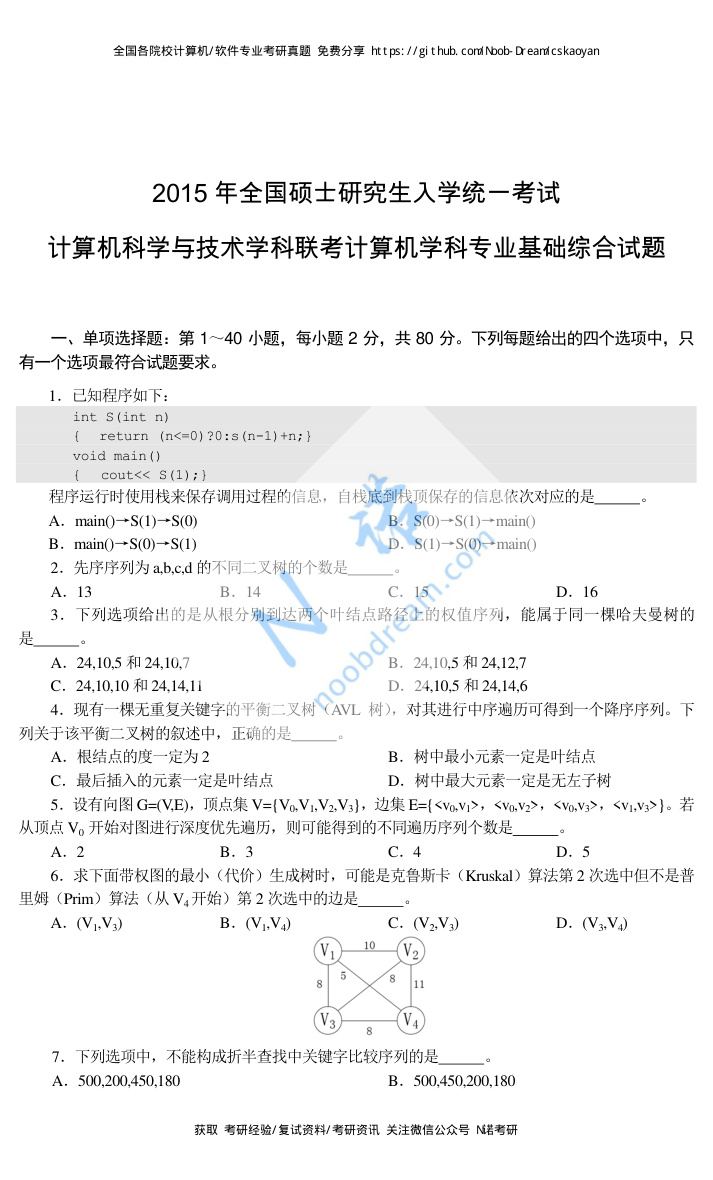 全国各院校计算机/软件专业考研真题 免费分享 https://github.com/Noob-Dream/cskaoyan
2015 年全国硕士研究生入学统一考试
计算机科学与技术学科联考计算机学科专业基础综合试题
一、单项选择题：第 1～40 小题，每小题 2 分，共 80 分。下列每题给出的四个选项中，只
有一个选项最符合试题要求。
1．已知程序如下：
int S(int n)
{ return (n<=0)?0:s(n-1)+n;}
void main()
{ cout<< S(1);}
程序运行时使用栈来保存调用过程的信息，自栈底到栈顶保存的信息依次对应的是______。
A．main()→S(1)→S(0) B．S(0)→S(1)→main()
B．main()→S(0)→S(1) D．S(1)→S(0)→main()
2．先序序列为 a,b,c,d 的不同二叉树的个数是______。
A．13 B．14 C．15 D．16
3．下列选项给出的是从根分别到达两个叶结点路径上的权值序列，能属于同一棵哈夫曼树的
是______。
A．24,10,5 和 24,10,7 B．24,10,5 和 24,12,7
C．24,10,10 和 24,14,11 D．24,10,5 和 24,14,6
4．现有一棵无重复关键字的平衡二叉树（AVL 树），对其进行中序遍历可得到一个降序序列。下
列关于该平衡二叉树的叙述中，正确的是______。
A．根结点的度一定为 2 B．树中最小元素一定是叶结点
C．最后插入的元素一定是叶结点 D．树中最大元素一定是无左子树
5．设有向图 G=(V,E)，顶点集 V={V0,V1,V2,V3}，边集 E={<v0,v1>，<v0,v2>，<v0,v3>，<v1,v3>}。若
从顶点 V0 开始对图进行深度优先遍历，则可能得到的不同遍历序列个数是______。
A．2 B．3 C．4 D．5
6．求下面带权图的最小（代价）生成树时，可能是克鲁斯卡（Kruskal）算法第 2 次选中但不是普
里姆（Prim）算法（从 V4 开始）第 2 次选中的边是______。
A．(V1,V3) B．(V1,V4) C．(V2,V3) D．(V3,V4)
V1 10 V2
8 5 8 11
V3 8 V4
7．下列选项中，不能构成折半查找中关键字比较序列的是______。
A．500,200,450,180 B．500,450,200,180
获取 考研经验/复试资料/考研资讯 关注微信公众号 N诺考研
N 诺
noobdream.com